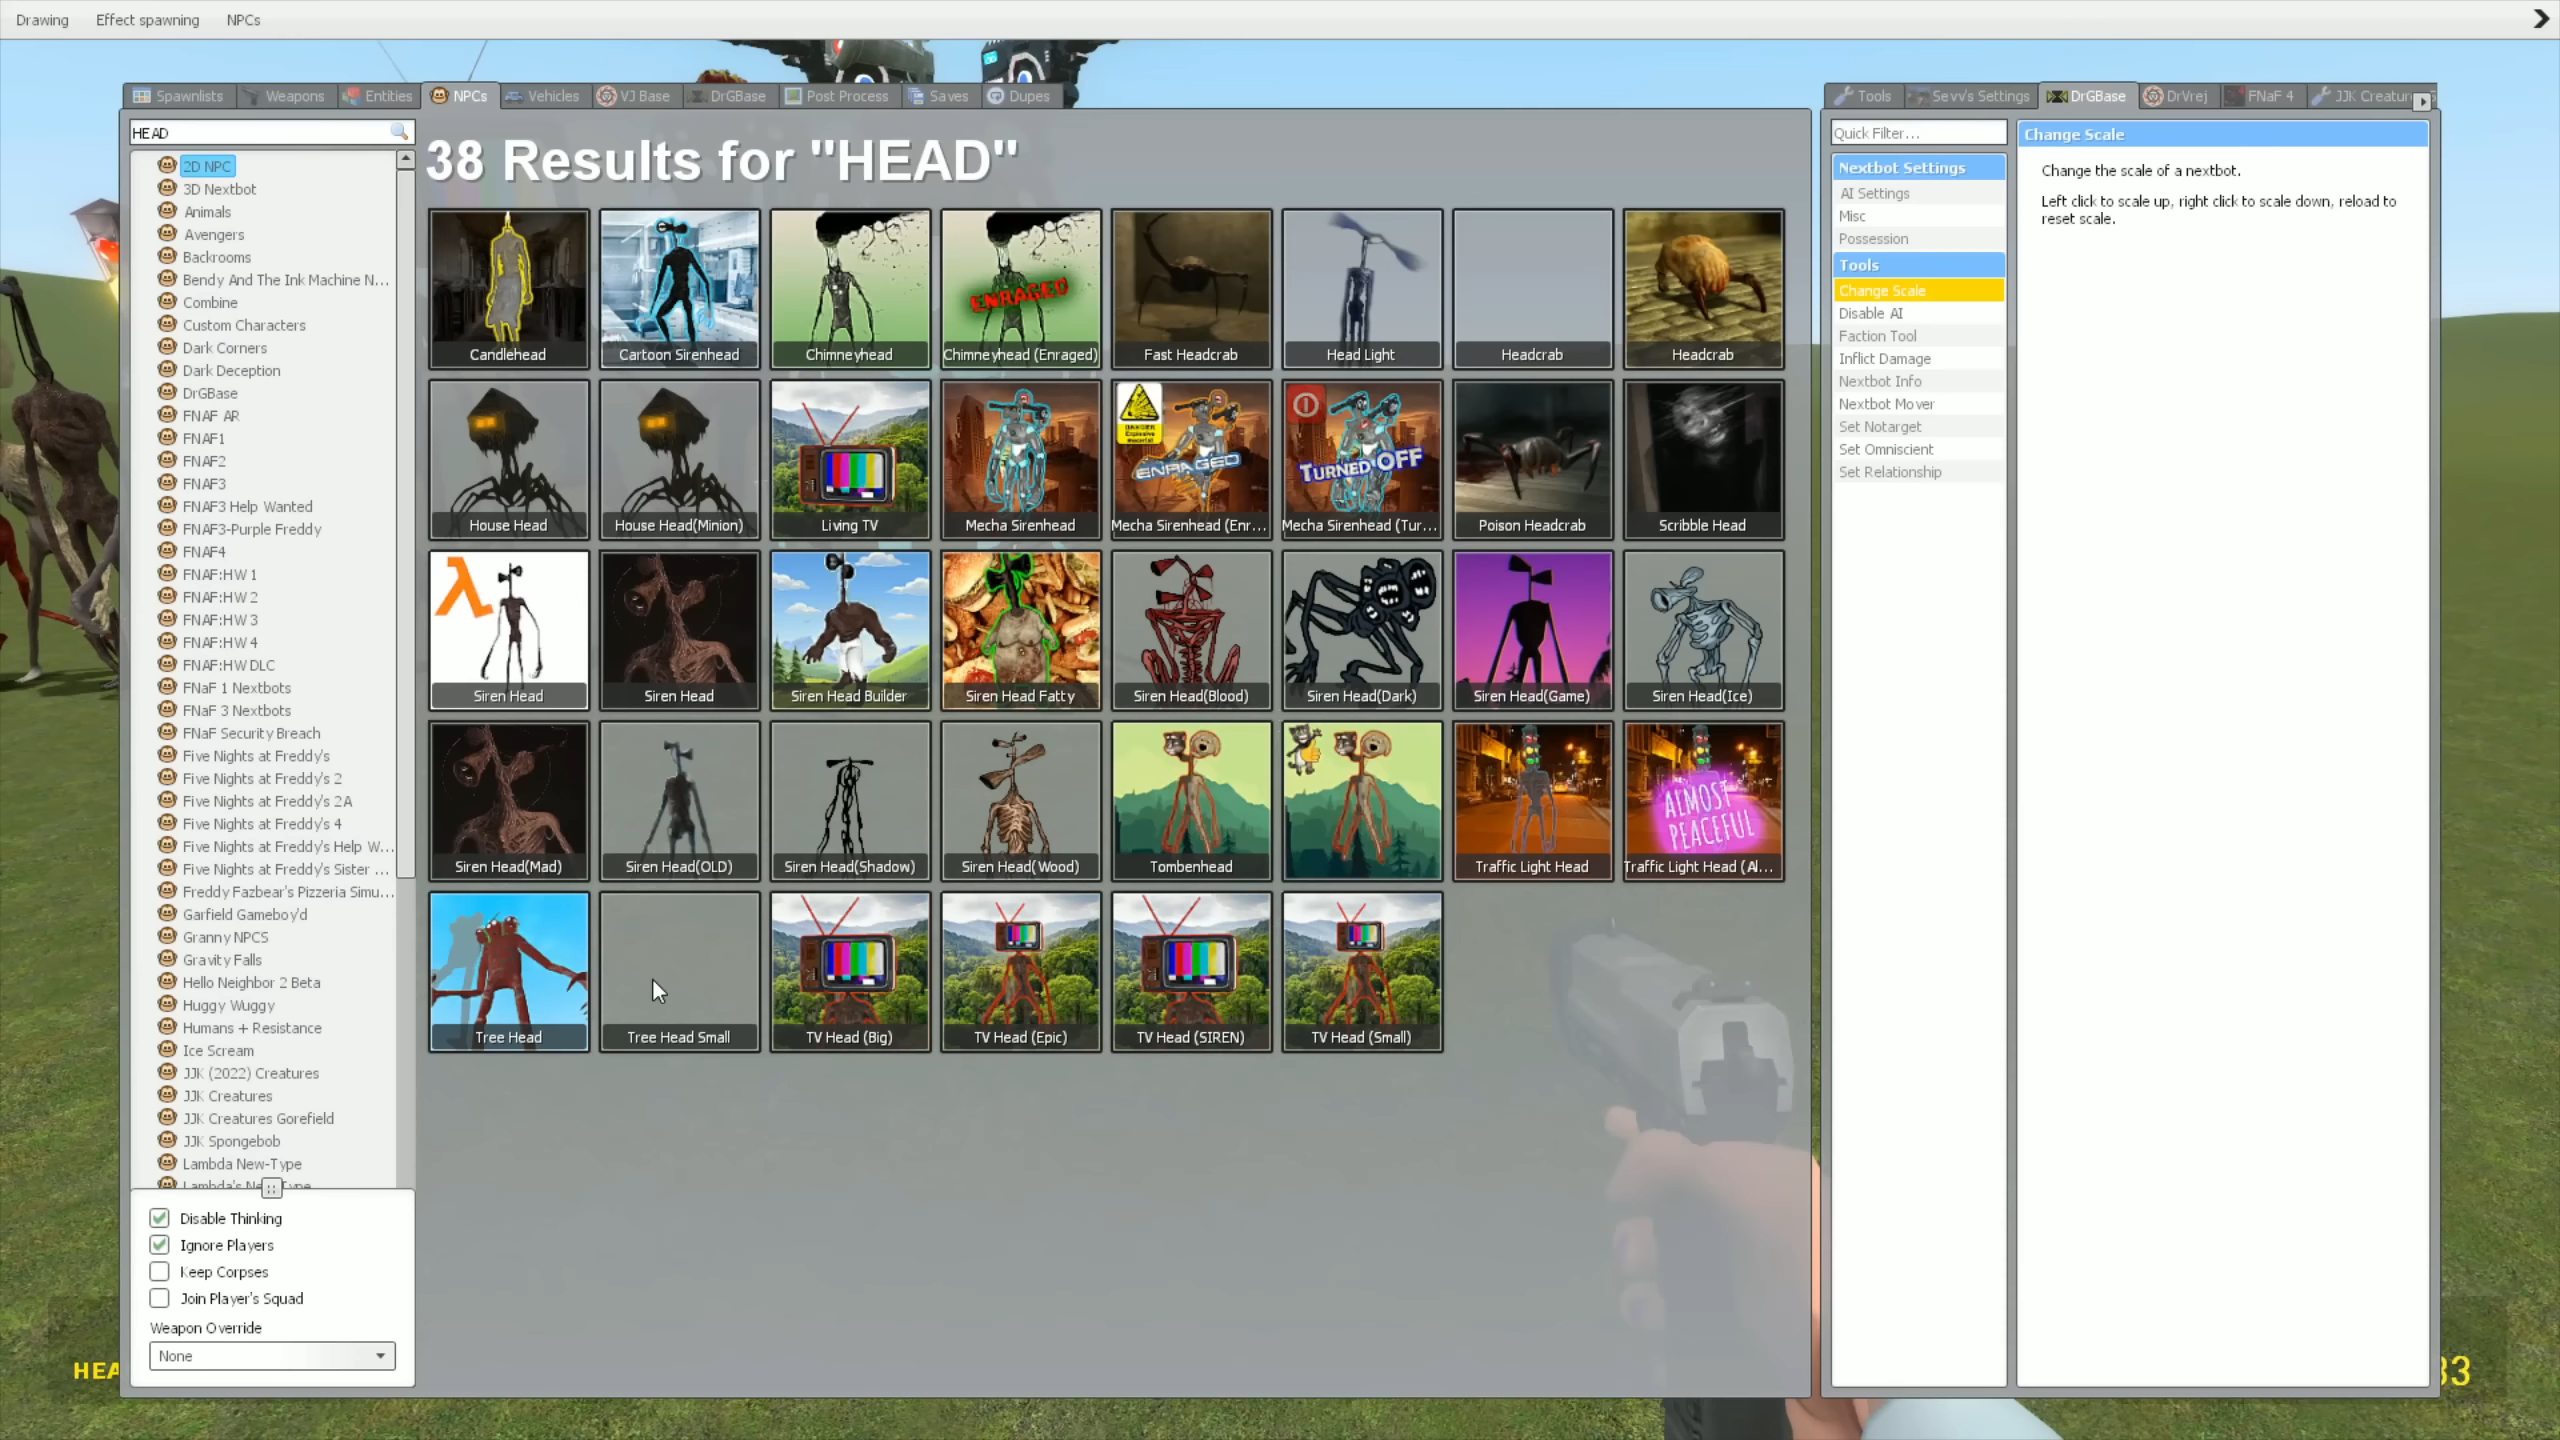 Drawing
Effect spawning
NPCs
Spawnlists
Weapons
Entities
NPCs
Vehicles
VJ Base
DrGBase
Post Process
Saves
Dupes
HEAD
2D NPC
3D Nextbot
Animals
Avengers
Backrooms
Bendy And The Ink Machine N...
Combine
Custom Characters
Dark Corners
Dark Deception
DrGBase
FNAF AR
FNAF1
FNAF2
FNAF3
FNAF3 Help Wanted
FNAF3-Purple Freddy
FNAF4
FNAF:HW 1
FNAF:HW 2
FNAF:HW 3
FNAF:HW 4
FNAF:HW DLC
FNaF 1 Nextbots
FNaF 3 Nextbots
FNaF Security Breach
Five Nights at Freddy's
Five Nights at Freddy's 2
Five Nights at Freddy's 2A
Five Nights at Freddy's 4
Five Nights at Freddy's Help W...
Five Nights at Freddy's Sister ...
Freddy Fazbear's Pizzeria Simu...
Garfield Gameboy'd
Granny NPCS
Gravity Falls
Hello Neighbor 2 Beta
Huggy Wuggy
Humans + Resistance
Ice Scream
JJK (2022) Creatures
JJK Creatures
JJK Creatures Gorefield
JJK Spongebob
Lambda New-Type
Disable Thinking
Ignore Players
Keep Corpses
Join Player's Squad
Weapon Override
None
38 Results for "HEAD"
Candlehead
Cartoon Sirenhead
Chimneyhead
ENRAGED
Chimneyhead (Enraged)
Fast Headcrab
Head Light
Headcrab
Headcrab
House Head
House Head(Minion)
Living TV
Mecha Sirenhead
DANGER
ENRAGED
Mecha Sirenhead (Enr...
TURNED OFF
Mecha Sirenhead (Tur...
Poison Headcrab
Scribble Head
Siren Head
Siren Head
Siren Head Builder
Siren Head Fatty
Siren Head(Blood)
Siren Head(Dark)
Siren Head(Game)
Siren Head(Ice)
Siren Head(Mad)
Siren Head(OLD)
Siren Head(Shadow)
Siren Head(Wood)
Tombenhead
Traffic Light Head
ALMOST
PEACEFUL
Traffic Light Head (Al...
Tree Head
Tree Head Small
TV Head (Big)
TV Head (Epic)
TV Head (SIREN)
TV Head (Small)
Tools
Sevv's Settings
DrGBase
DrVrej
FNaF 4
JJK Creatur
Quick Filter...
Nextbot Settings
AI Settings
Misc
Possession
Tools
Change Scale
Disable AI
Faction Tool
Inflict Damage
Nextbot Info
Nextbot Mover
Set Notarget
Set Omniscient
Set Relationship
Change Scale
Change the scale of a nextbot.
Left click to scale up, right click to scale down, reload to
reset scale.
HEA
33